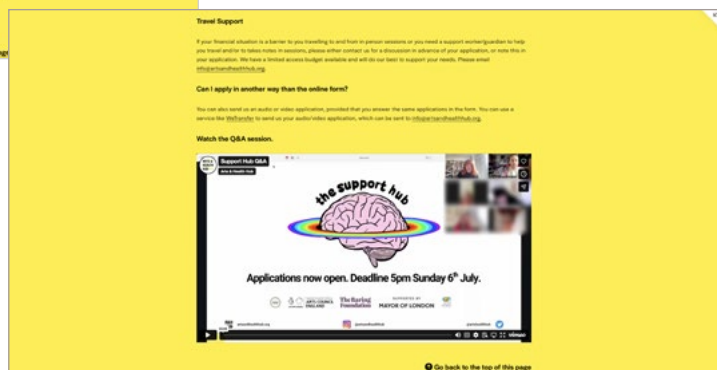 Travel Support
If your financial situation is a barrier to you travelling to and from in person sessions or you need a support worker/guardian to help
you travel and/or to takes notes in sessions, please either contact us for a discussion in advance of your application, or note this in
your application. We have a limited access budget available and will do our best to support your needs. Please email
info@artsandhealthhub.org.
Can I apply in another way than the online form?
You can also send us an audio or video application, provided that you answer the same applications in the form. You can use a
service like WeTransfer to send us your audio/video application, which can be sent to info@artsandhealthhub.org.
Watch the Q&A session.
Support Hub Q&A
Arts & Health Hub
the support hub
Applications now open. Deadline 5pm Sunday 6th July.
ARTS COUNCIL
ENGLAND
The Baring
Foundation
SUPPORTED BY
MAYOR OF LONDON
vimeo
Go back to the top of this page